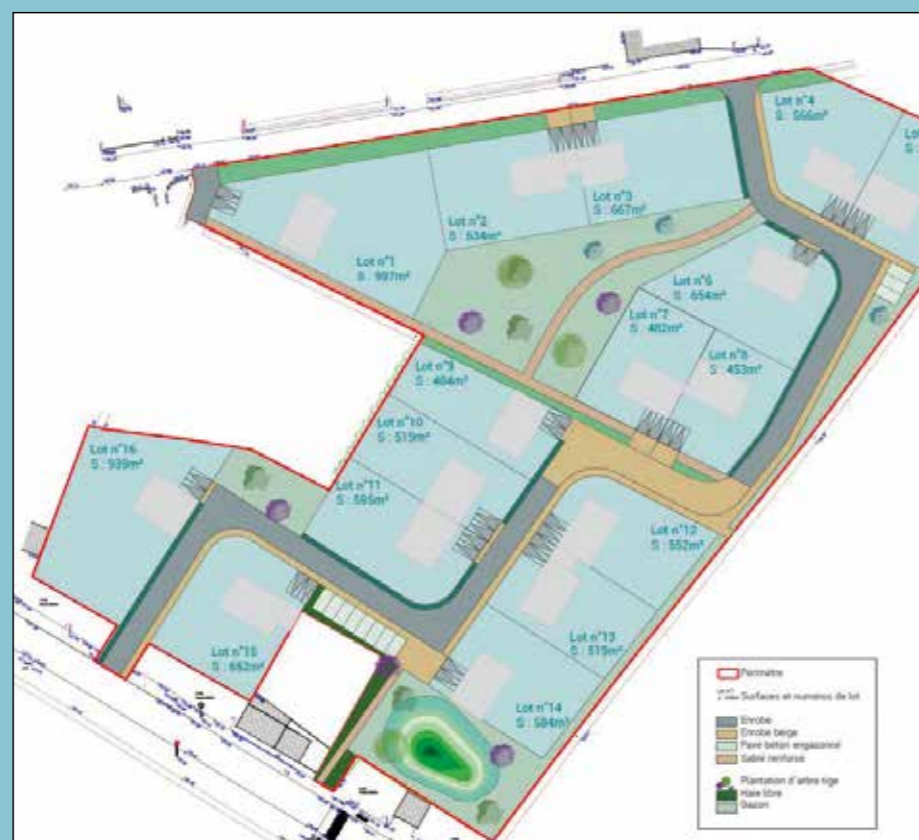 Lot n°4
S : 566m²
Lot n°3
S : 667m²
Lot n°2
S : 634m²
Lot n°1
S : 997m²
Lot n°6
S : 654m²
Lot n°7
S : 482m²
Lot n°8
S : 453m²
Lot n°9
S : 464m²
Lot n°10
S : 519m²
Lot n°11
S : 595m²
Lot n°16
S : 939m²
Lot n°12
S : 552m²
Lot n°13
S : 519m²
Lot n°15
S : 662m²
Lot n°14
S : 584m²
Périmètre
Surfaces et numéros de lot
Enrobé
Enrobé beige
Pavé béton engazonné
Sablé renforcé
Plantation d'arbre tige
Haie libre
Gazon